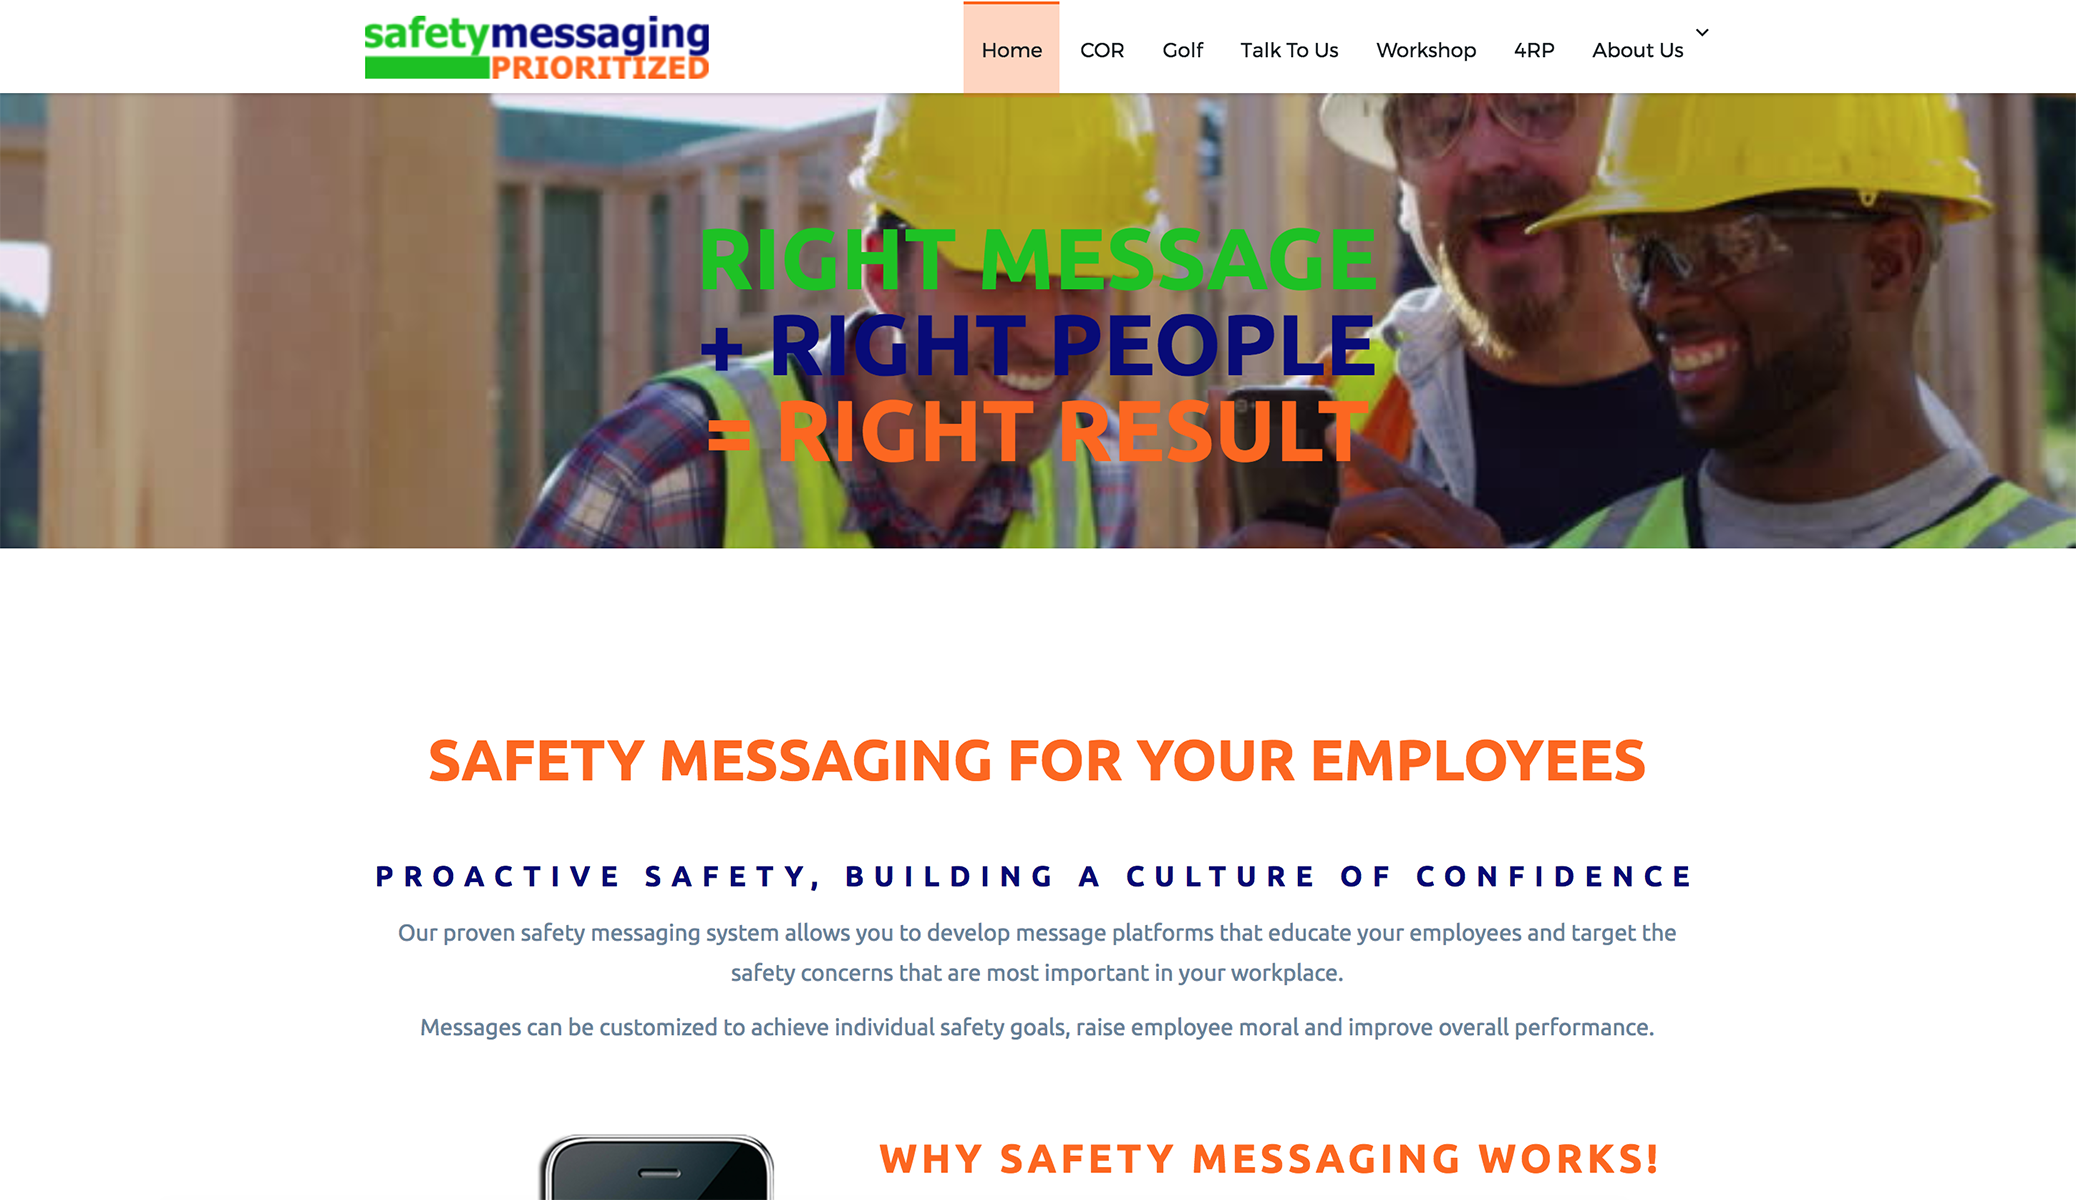 safetymessaging
PRIORITIZED
Home COR Golf Talk To Us Workshop 4RP About Us
RIGHT MESSAGE
+ RIGHT PEOPLE
= RIGHT RESULT
SAFETY MESSAGING FOR YOUR EMPLOYEES
PROACTIVE SAFETY, BUILDING A CULTURE OF CONFIDENCE
Our proven safety messaging system allows you to develop message platforms that educate your employees and target the
safety concerns that are most important in your workplace.
Messages can be customized to achieve individual safety goals, raise employee moral and improve overall performance.
WHY SAFETY MESSAGING WORKS!